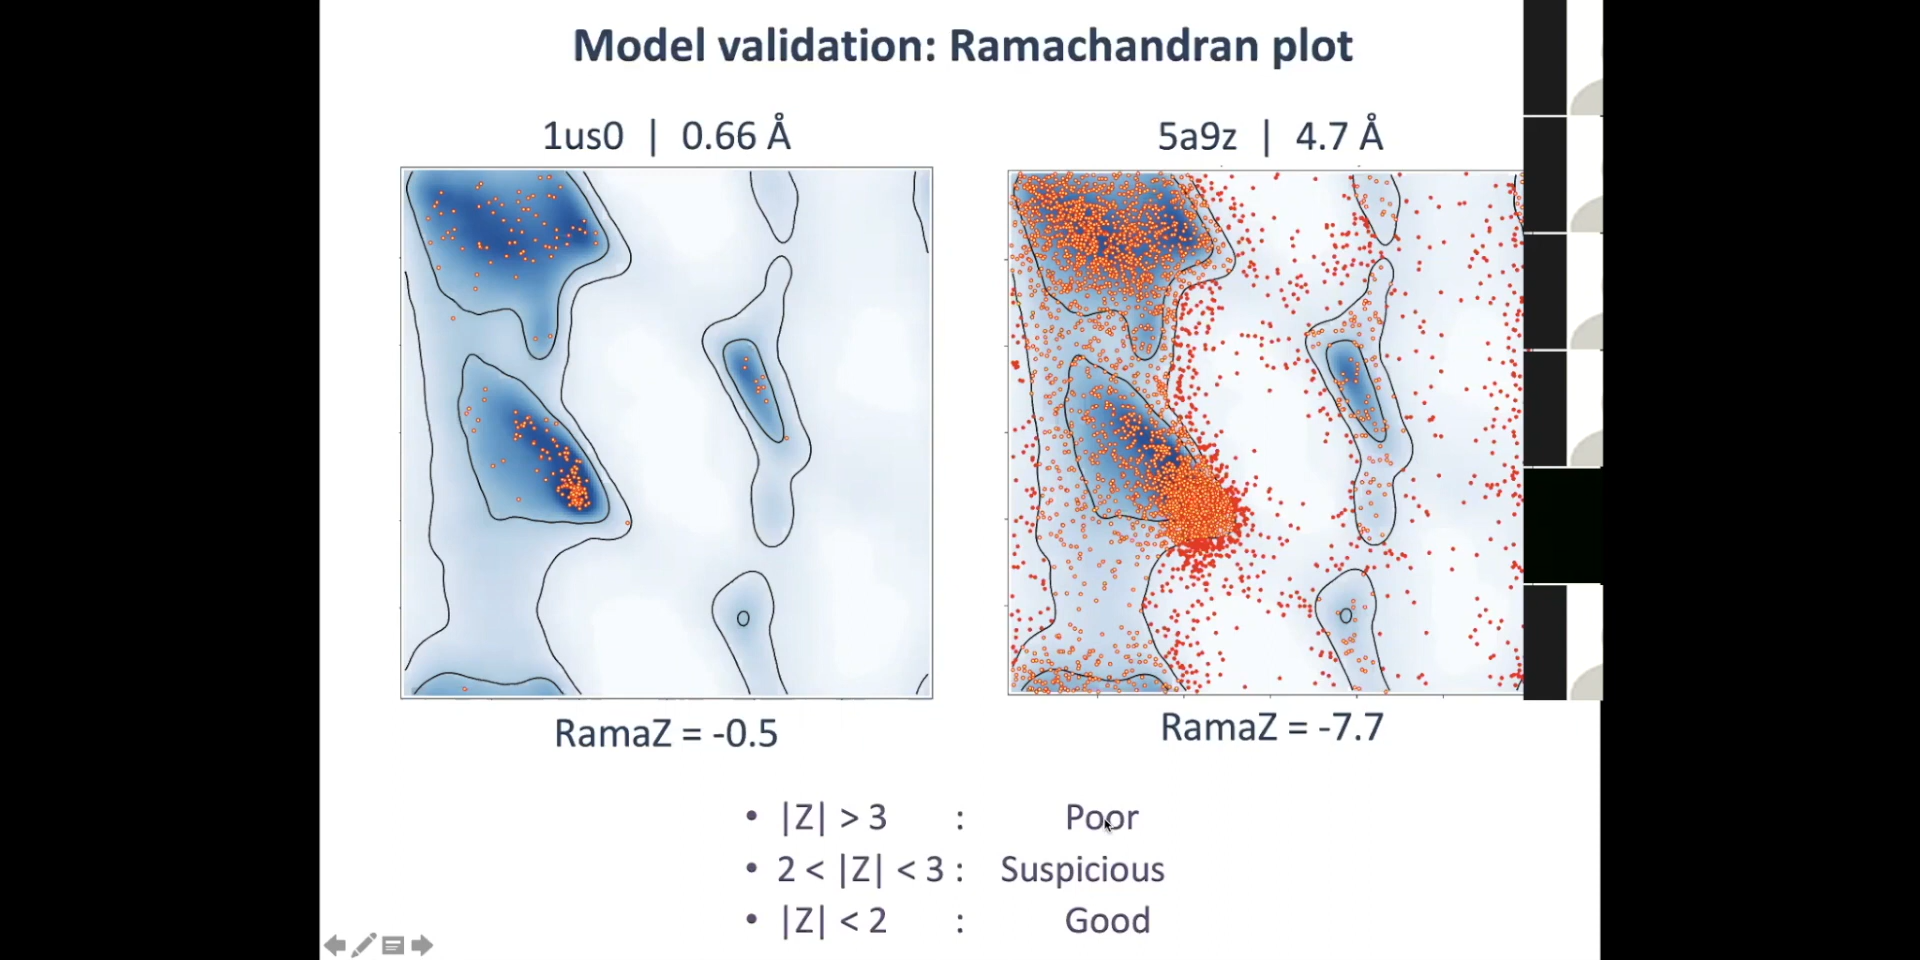 Model validation: Ramachandran plot
1us0 | 0.66 Å
5a9z | 4.7 Å
RamaZ = -0.5
RamaZ = -7.7
• |Z| > 3 : Poor
• 2 < |Z| < 3 : Suspicious
• |Z| < 2 : Good